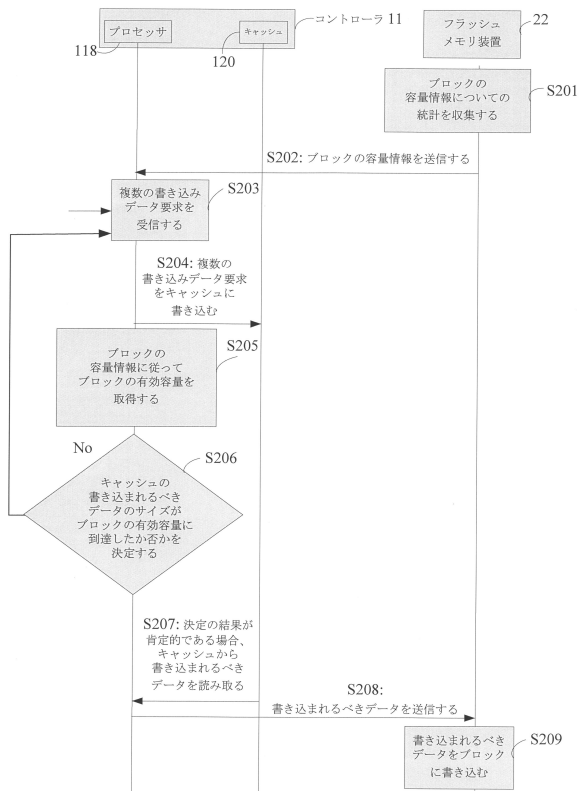 コントローラ 11
プロセッサ
キャッシュ
118
120
フラッシュ
メモリ装置
22
ブロックの
容量情報についての
統計を収集する
S201
S202: ブロックの容量情報を送信する
複数の書き込み
データ要求を
受信する
S203
S204: 複数の
書き込みデータ要求
をキャッシュに
書き込む
ブロックの
容量情報に従って
ブロックの有効容量を
取得する
S205
No
S206
キャッシュの
書き込まれるべき
データのサイズが
ブロックの有効容量に
到達したか否かを
決定する
S207: 決定の結果が
肯定的である場合、
キャッシュから
書き込まれるべき
データを読み取る
S208:
書き込まれるべきデータを送信する
書き込まれるべき
データをブロック
に書き込む
S209